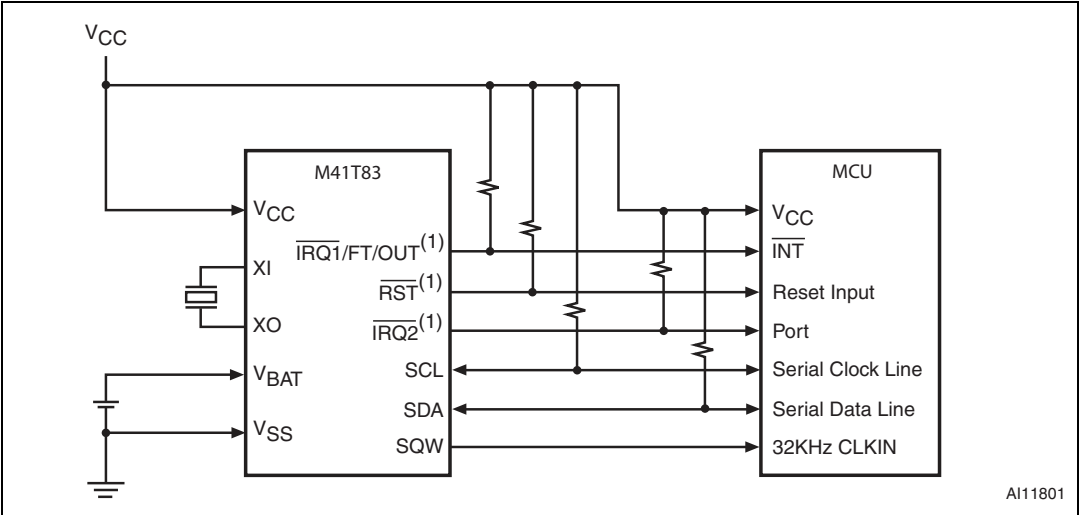 VCC
M41T83
MCU
VCC
VCC
IRQ1/FT/OUT(1)
INT
XI
RST(1)
Reset Input
XO
IRQ2(1)
Port
VBAT
SCL
Serial Clock Line
SDA
Serial Data Line
VSS
SQW
32KHz CLKIN
AI11801